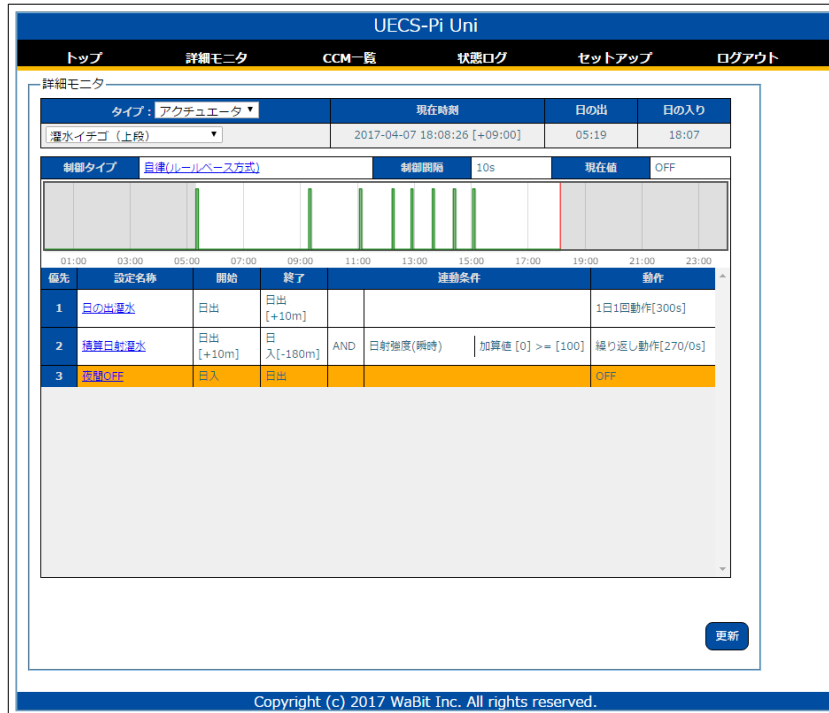 UECS-Pi Uni
トップ 詳細モニタ CCM一覧 状態ログ セットアップ ログアウト
詳細モニタ
タイプ : アクチュエータ 現在時刻 日の出 日の入り
灌水イチゴ（上段） 2017-04-07 18:08:26 [+09:00] 05:19 18:07
制御タイプ 自律(ルールベース方式) 制御間隔 10s 現在値 OFF
01:00 03:00 05:00 07:00 09:00 11:00 13:00 15:00 17:00 19:00 21:00 23:00
優先 設定名称 開始 終了 連動条件 動作
1 日の出灌水 日出 日出[+10m] 1日1回動作[300s]
2 積算日射灌水 日出[+10m] 日入[-180m] AND 日射強度(瞬時) 加算値 [0] >= [100] 繰り返し動作[270/0s]
3 夜間OFF 日入 日出 OFF
更新
Copyright (c) 2017 WaBit Inc. All rights reserved.